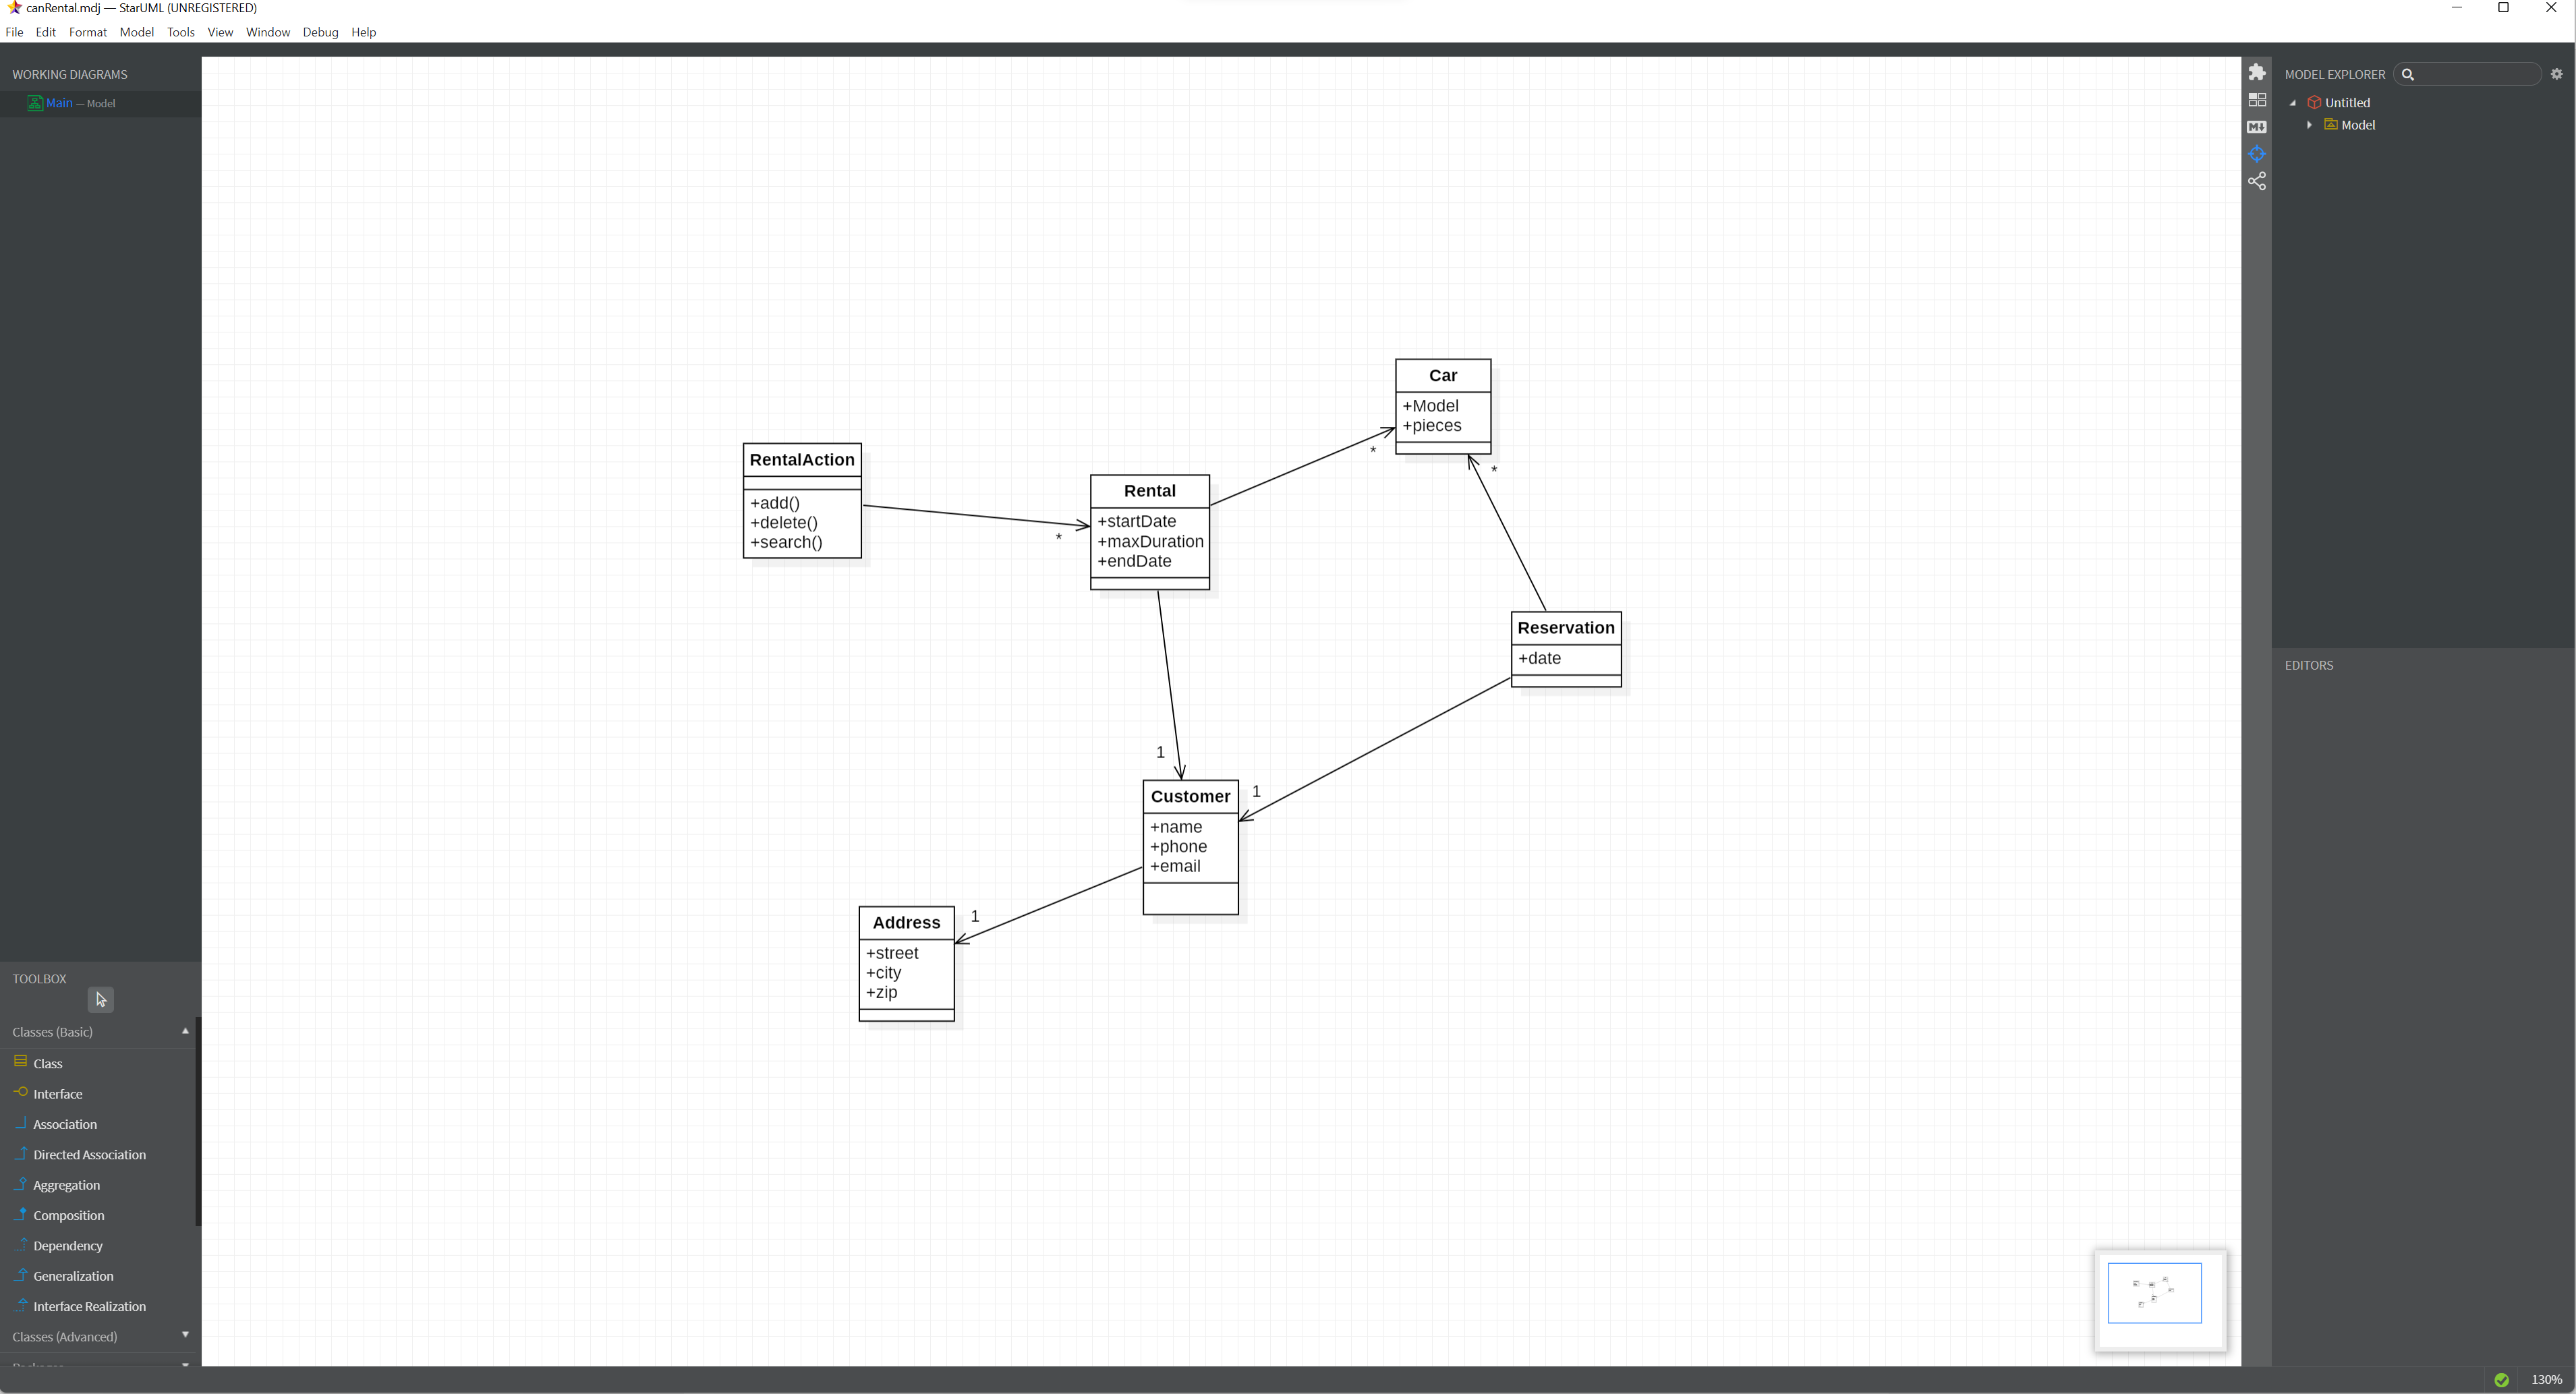 canRental.mdj — StarUML (UNREGISTERED)
File Edit Format Model Tools View Window Debug Help
WORKING DIAGRAMS
Main — Model
MODEL EXPLORER
Untitled
Model
EDITORS
Car
+Model
+pieces
*
*
RentalAction
+add()
+delete()
+search()
*
Rental
+startDate
+maxDuration
+endDate
Reservation
+date
1
1
Customer
+name
+phone
+email
1
Address
+street
+city
+zip
TOOLBOX
Classes (Basic)
Class
Interface
Association
Directed Association
Aggregation
Composition
Dependency
Generalization
Interface Realization
Classes (Advanced)
130%